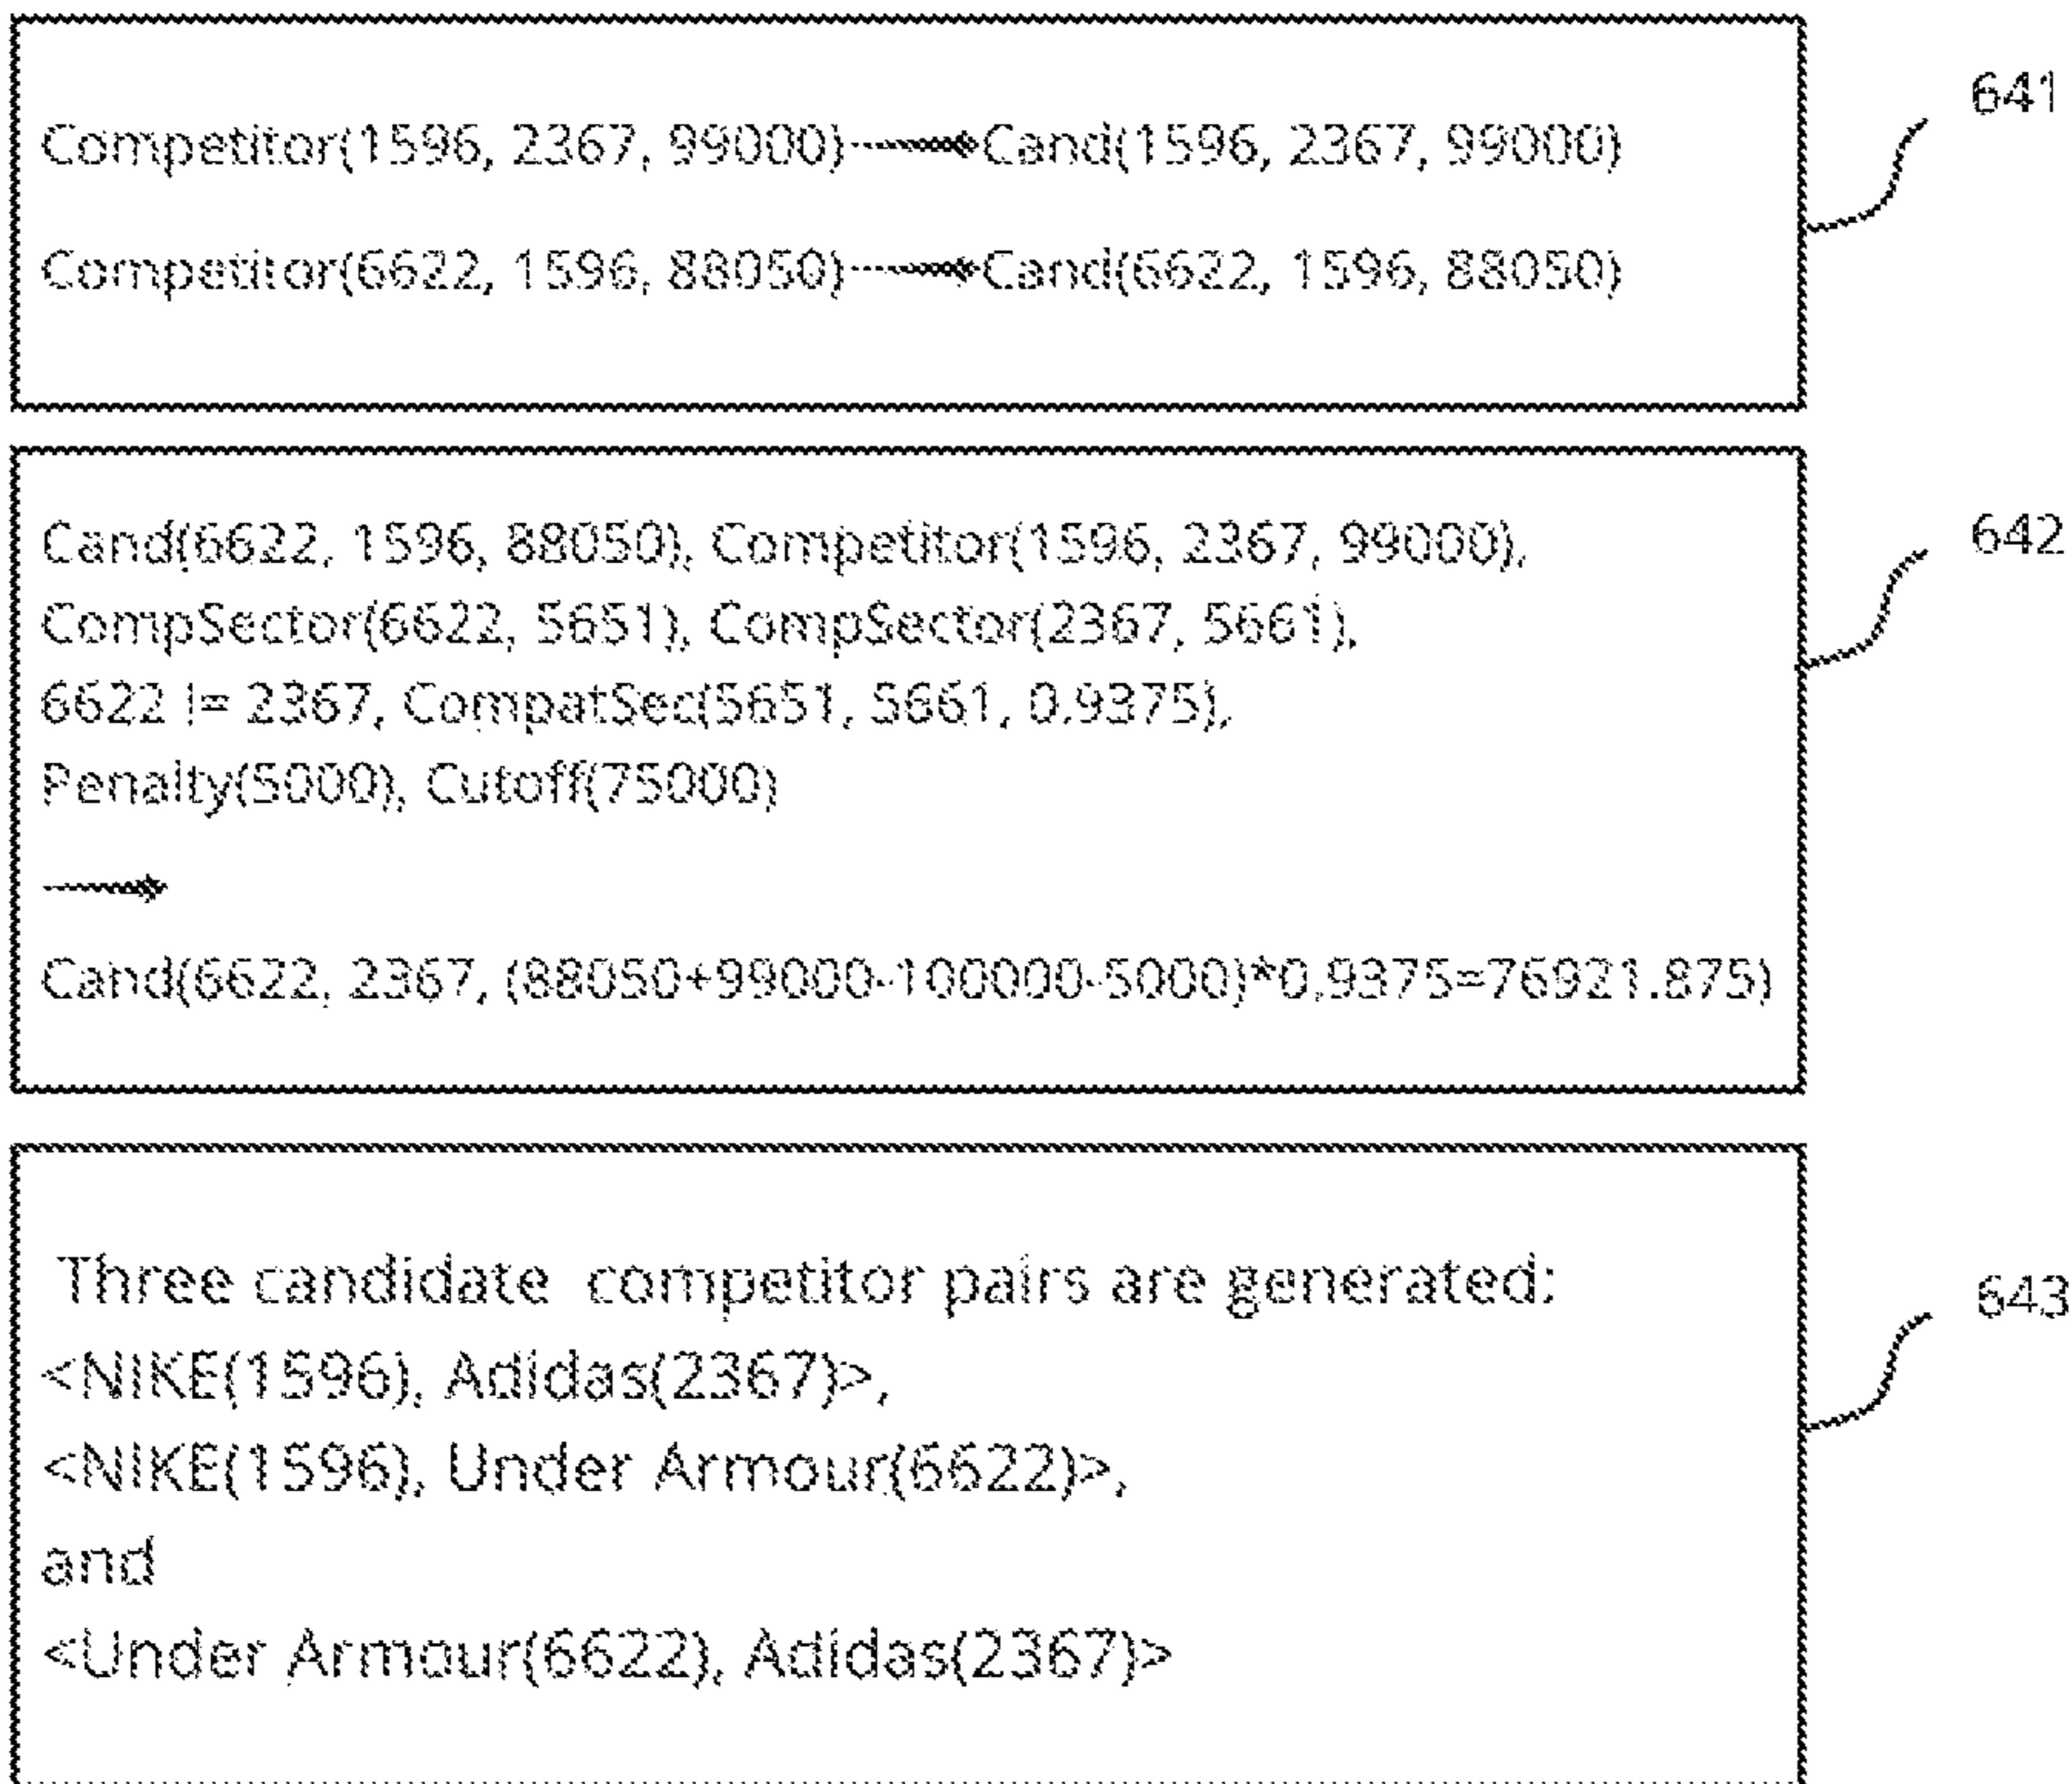 641
Competitor(1596, 2367, 99000)→Cand(1596, 2367, 99000)
Competitor(6622, 1596, 88050)→Cand(6622, 1596, 88050)
642
Cand(6622, 1596, 88050), Competitor(1596, 2367, 99000),
CompSector(6622, 5651), CompSector(2367, 5661),
6622 != 2367, CompatSec(5651, 5661, 0.9375),
Penalty(5000), Cutoff(75000)
→
Cand(6622, 2367, (88050+99000-100000-5000)*0.9375=76921.875)
643
Three candidate competitor pairs are generated:
<NIKE(1596), Adidas(2367)>,
<NIKE(1596), Under Armour(6622)>,
and
<Under Armour(6622), Adidas(2367)>